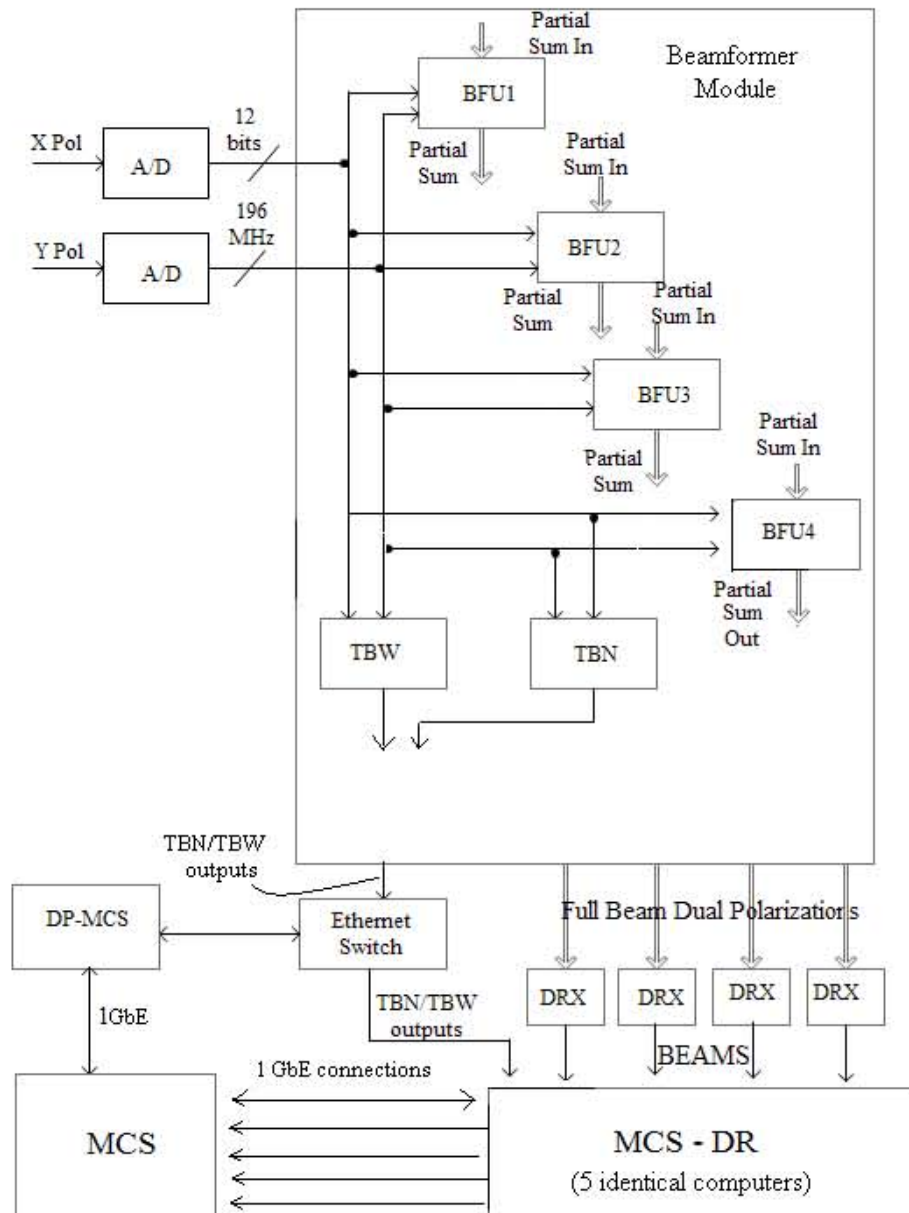 Partial
Sum In
Beamformer
Module
BFU1
12
bits
X Pol
A/D
Partial
Sum
Partial
Sum In
196
MHz
Y Pol
A/D
BFU2
Partial
Sum
Partial
Sum In
BFU3
Partial
Sum
Partial
Sum In
BFU4
Partial
Sum
Out
TBW
TBN
TBN/TBW
outputs
DP-MCS
Ethernet
Switch
Full Beam Dual Polarizations
DRX
DRX
DRX
DRX
TBN/TBW
outputs
BEAMS
1GbE
1 GbE connections
MCS
MCS - DR
(5 identical computers)